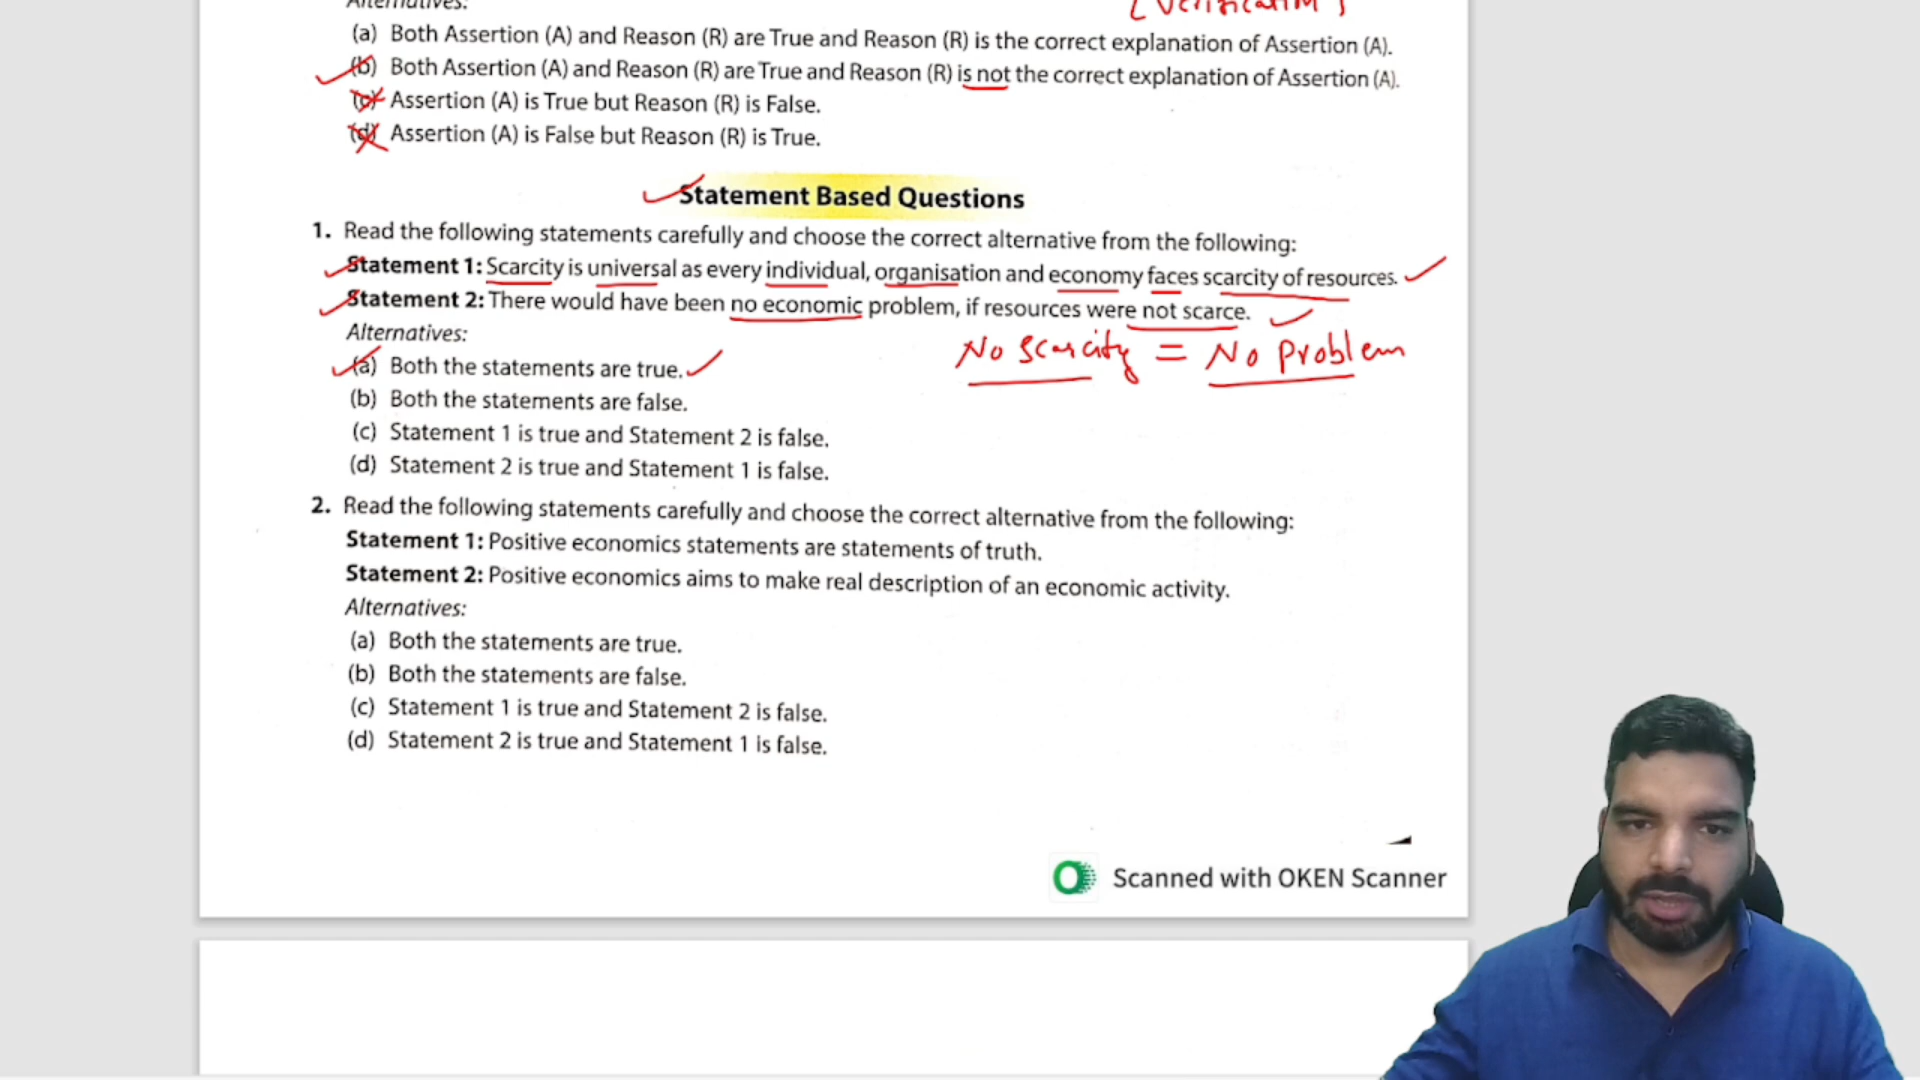 Alternatives:
[Verification]
(a) Both Assertion (A) and Reason (R) are True and Reason (R) is the correct explanation of Assertion (A).
(b) Both Assertion (A) and Reason (R) are True and Reason (R) is not the correct explanation of Assertion (A).
(c) Assertion (A) is True but Reason (R) is False.
(d) Assertion (A) is False but Reason (R) is True.
Statement Based Questions
1. Read the following statements carefully and choose the correct alternative from the following:
Statement 1: Scarcity is universal as every individual, organisation and economy faces scarcity of resources.
Statement 2: There would have been no economic problem, if resources were not scarce.
Alternatives:
No Scarcity = No Problem
(a) Both the statements are true.
(b) Both the statements are false.
(c) Statement 1 is true and Statement 2 is false.
(d) Statement 2 is true and Statement 1 is false.
2. Read the following statements carefully and choose the correct alternative from the following:
Statement 1: Positive economics statements are statements of truth.
Statement 2: Positive economics aims to make real description of an economic activity.
Alternatives:
(a) Both the statements are true.
(b) Both the statements are false.
(c) Statement 1 is true and Statement 2 is false.
(d) Statement 2 is true and Statement 1 is false.
Scanned with OKEN Scanner